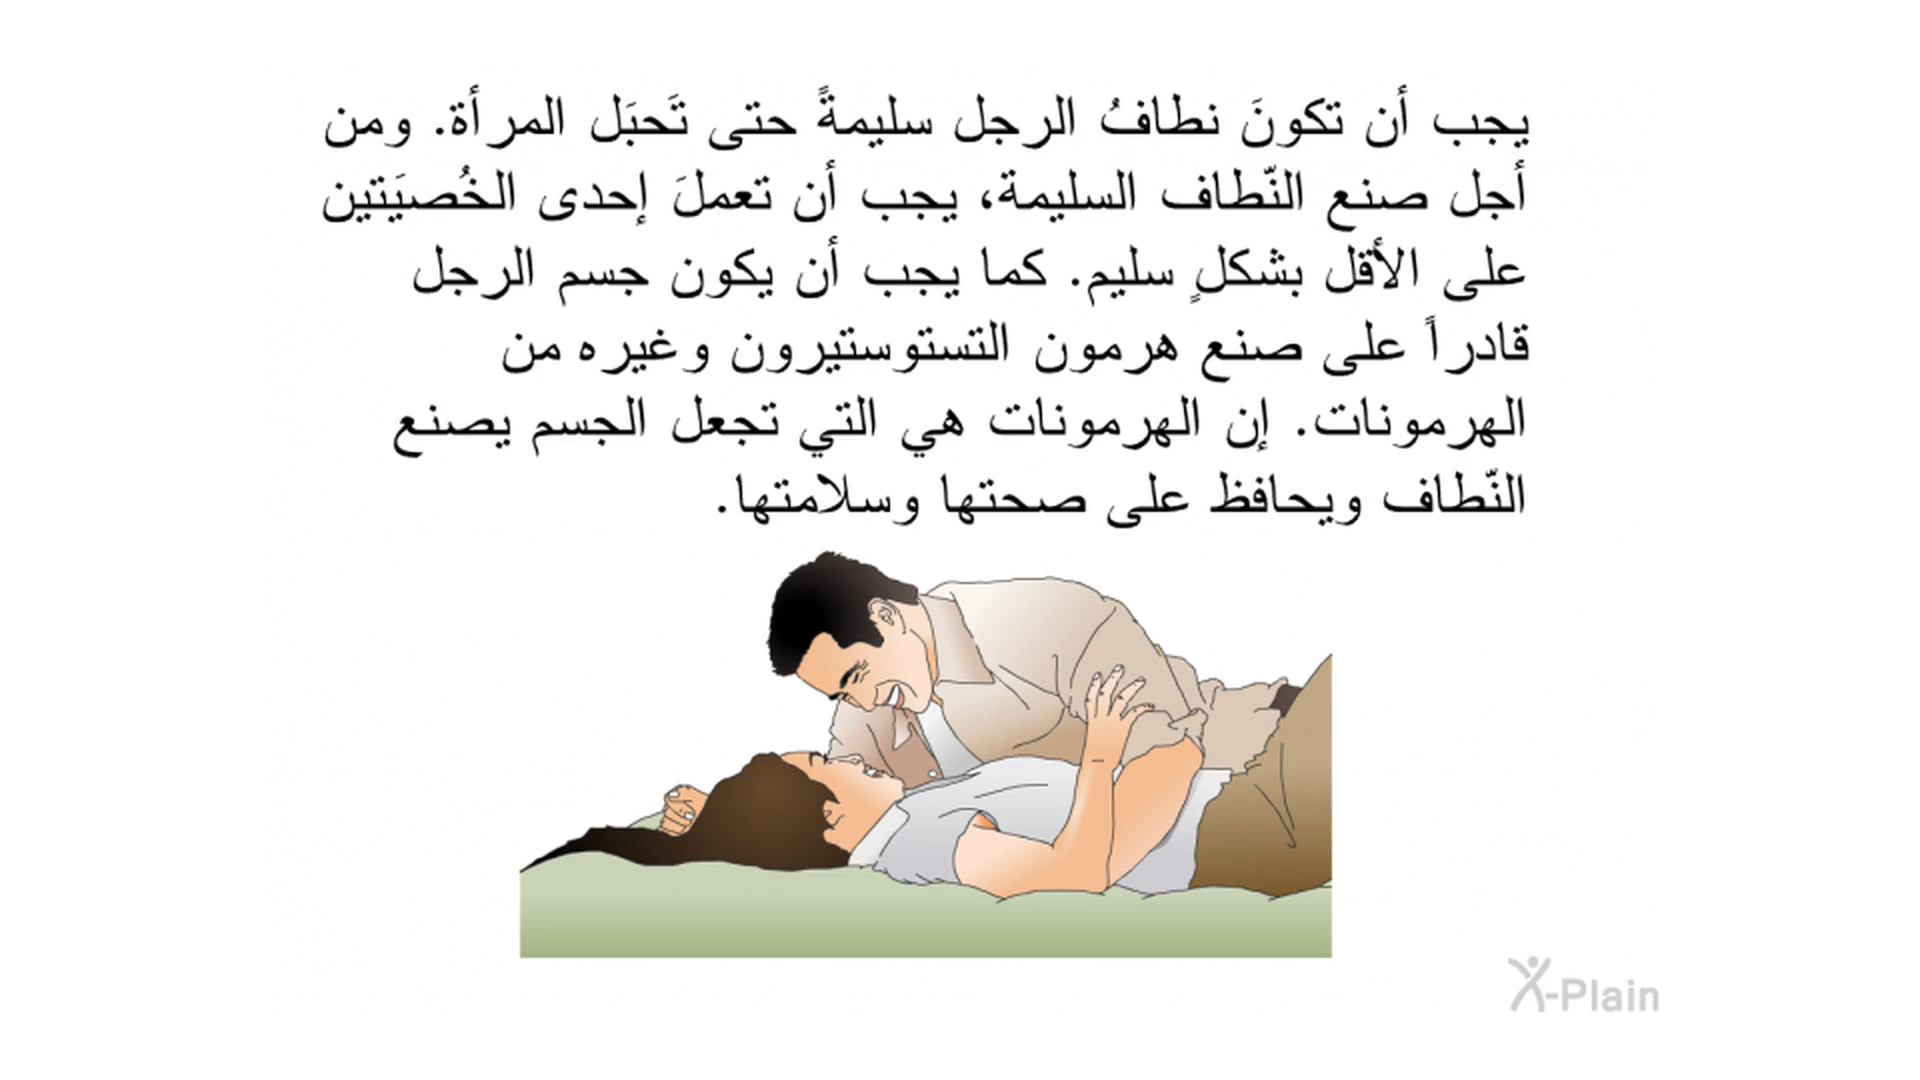 يجب أن تكونَ نطافُ الرجل سليمةً حتى تَحبَل المرأة. ومن
أجل صنع النّطاف السليمة، يجب أن تعملَ إحدى الخُصيَتين
على الأقل بشكلٍ سليم. كما يجب أن يكون جسم الرجل
قادراً على صنع هرمون التستوستيرون وغيره من
الهرمونات. إن الهرمونات هي التي تجعل الجسم يصنع
النّطاف ويحافظ على صحتها وسلامتها.
X-Plain